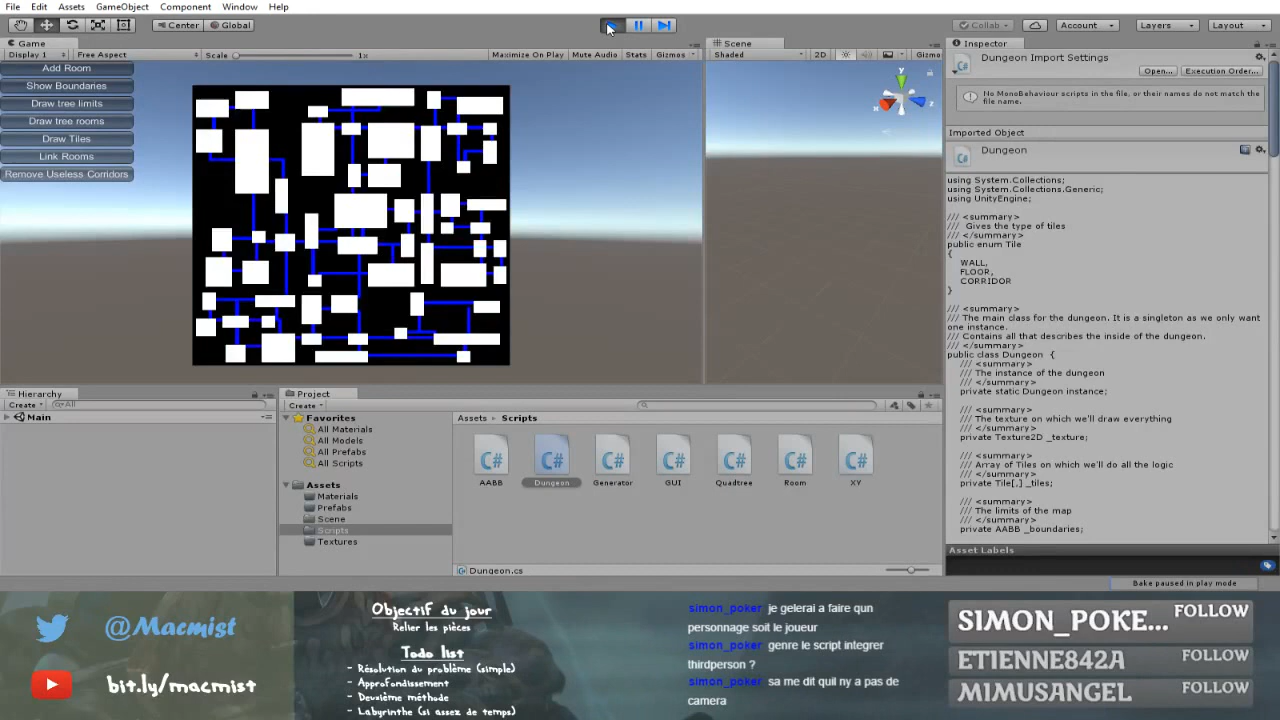 File Edit Assets GameObject Component Window Help
Center Global
Collab Account Layers Layout
Game
Display 1 Free Aspect Scale 1x Maximize On Play Mute Audio Stats Gizmos
Add Room
Show Boundaries
Draw tree limits
Draw tree rooms
Draw Tiles
Link Rooms
Remove Useless Corridors
Scene
Shaded 2D Gizmo
y
x z
Inspector
Dungeon Import Settings
Open... Execution Order...
No MonoBehaviour scripts in the file, or their names do not match the
file name.
Imported Object
Dungeon
using System.Collections;
using System.Collections.Generic;
using UnityEngine;
/// <summary>
/// Gives the type of tiles
/// </summary>
public enum Tile
{
WALL,
FLOOR,
CORRIDOR
}
/// <summary>
/// The main class for the dungeon. It is a singleton as we only want
one instance.
/// Contains all that describes the inside of the dungeon.
/// </summary>
public class Dungeon {
/// <summary>
/// The instance of the dungeon
/// </summary>
private static Dungeon instance;
/// <summary>
/// The texture on which we'll draw everything
/// </summary>
private Texture2D _texture;
/// <summary>
/// Array of Tiles on which we'll do all the logic
/// </summary>
private Tile[,] _tiles;
/// <summary>
/// The limits of the map
/// </summary>
private AABB _boundaries;
Asset Labels
Bake paused in play mode
Hierarchy
Create All
Main
Project
Create
Favorites
All Materials
All Models
All Prefabs
All Scripts
Assets
Materials
Prefabs
Scene
Scripts
Textures
Assets Scripts
C# C# C# C# C# C# C#
AABB Dungeon Generator GUI Quadtree Room XY
Dungeon.cs
@Macmist
bit.ly/macmist
Objectif du jour
Relier les pièces
Todo list
- Résolution du problème (simple)
- Approfondissement
- Deuxième méthode
- Labyrinthe (si assez de temps)
simon_poker je gelerai a faire qun
personnage soit le joueur
simon_poker genre le script integrer
thirdperson ?
simon_poker sa me dit quil ny a pas de
camera
SIMON_POKE... FOLLOW
ETIENNE842A FOLLOW
MIMUSANGEL FOLLOW